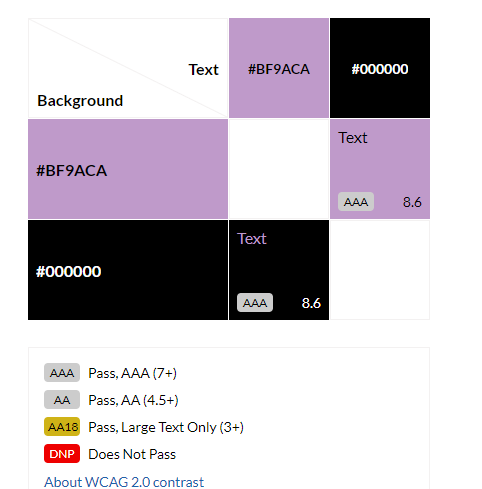 Text
#BF9ACA
#000000
Background
#BF9ACA
Text
AAA
8.6
#000000
Text
AAA
8.6
AAA Pass, AAA (7+)
AA Pass, AA (4.5+)
AA18 Pass, Large Text Only (3+)
DNP Does Not Pass
About WCAG 2.0 contrast